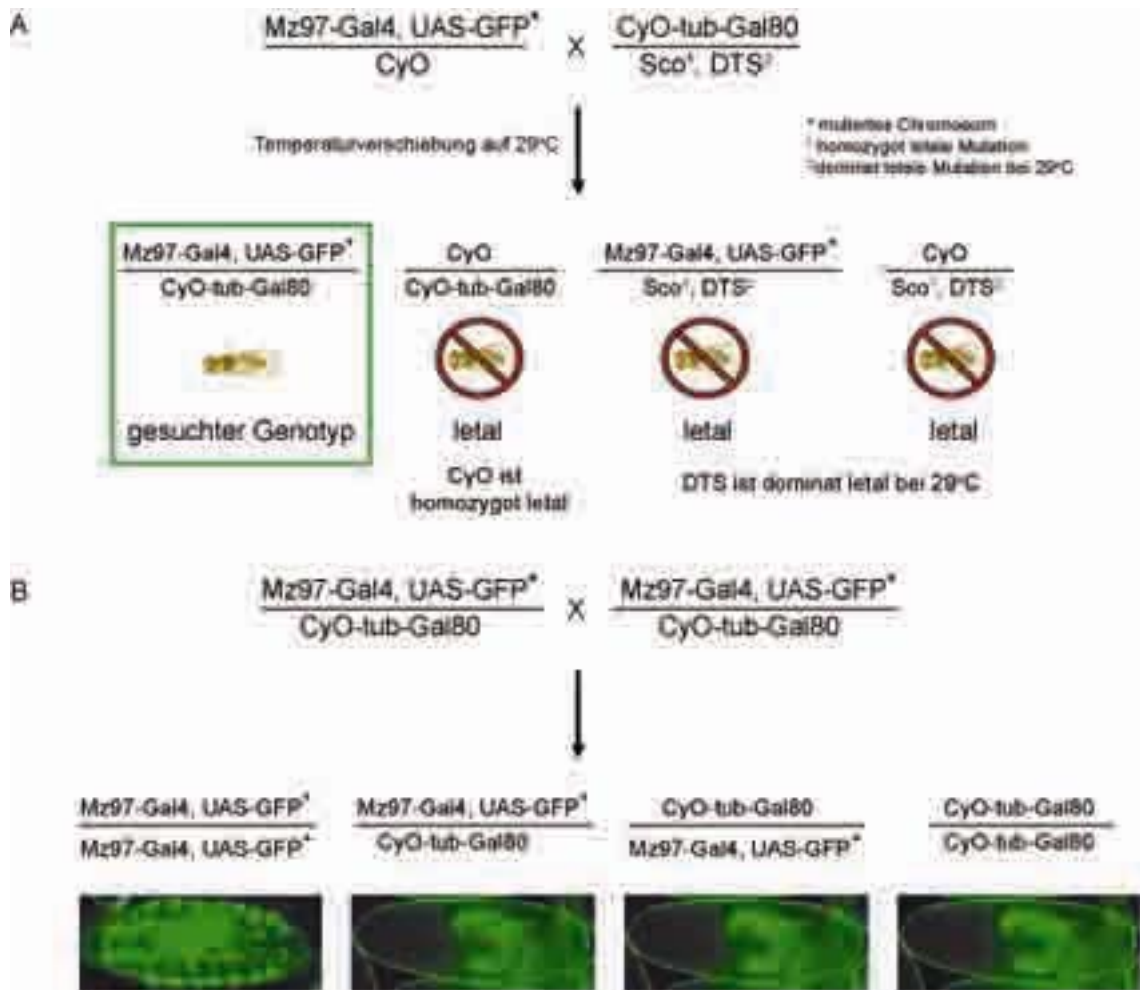 A
Mz97-Gal4, UAS-GFP* X CyO-tub-Gal80
CyO Sco¹, DTS²
Temperaturverschiebung auf 29°C
* mutiertes Chromosom
¹ homozygot letale Mutation
² dominat letale Mutation bei 29°C
Mz97-Gal4, UAS-GFP* CyO Mz97-Gal4, UAS-GFP* CyO
CyO-tub-Gal80 CyO-tub-Gal80 Sco¹, DTS² Sco¹, DTS²
gesuchter Genotyp letal letal letal
CyO ist
homozygot letal
DTS ist dominat letal bei 29°C
B
Mz97-Gal4, UAS-GFP* X Mz97-Gal4, UAS-GFP*
CyO-tub-Gal80 CyO-tub-Gal80
Mz97-Gal4, UAS-GFP* Mz97-Gal4, UAS-GFP* CyO-tub-Gal80 CyO-tub-Gal80
Mz97-Gal4, UAS-GFP* CyO-tub-Gal80 Mz97-Gal4, UAS-GFP* CyO-tub-Gal80